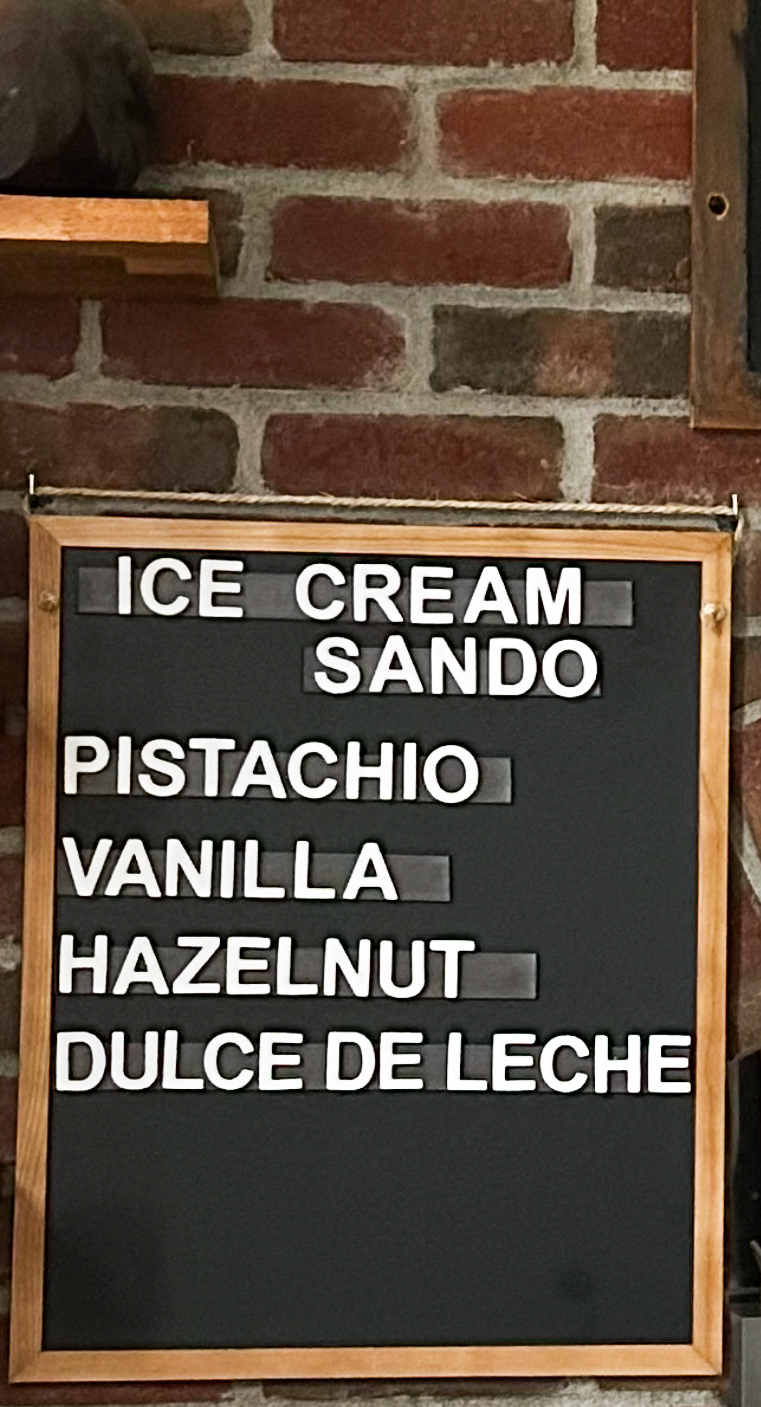 ICE CREAM
SANDO
PISTACHIO
VANILLA
HAZELNUT
DULCE DE LECHE